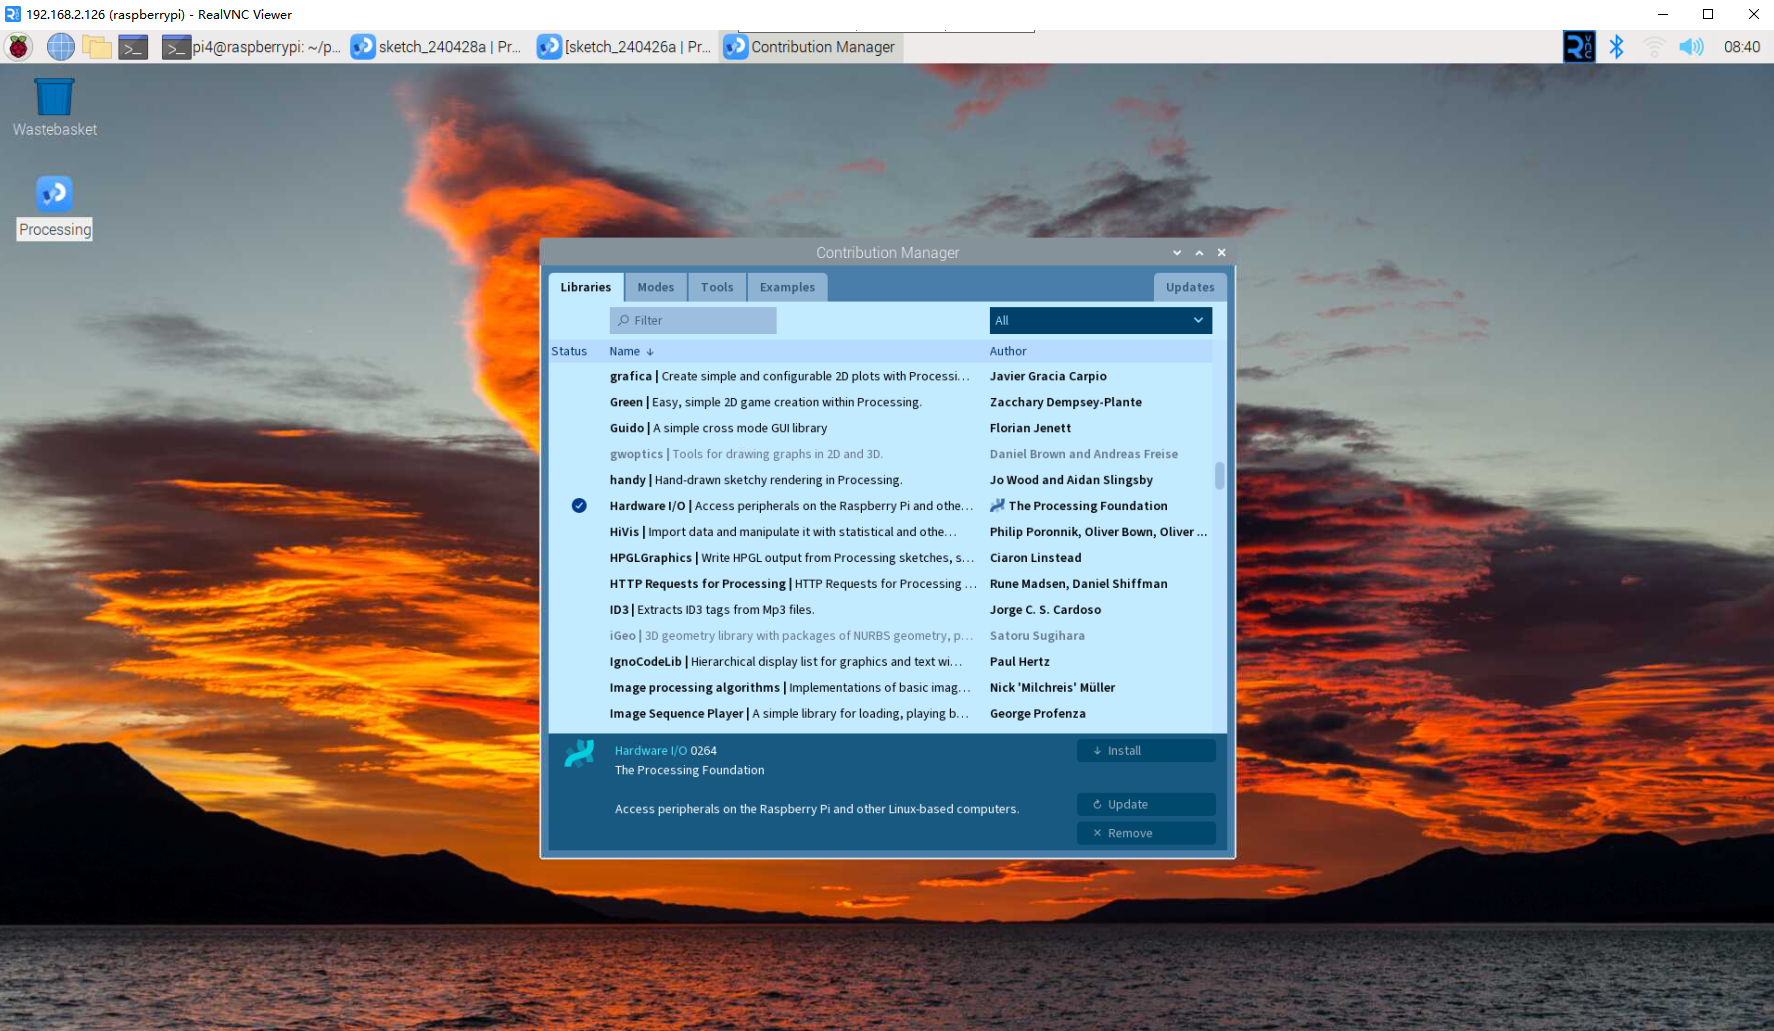 192.168.2.126 (raspberrypi) - RealVNC Viewer
pi4@raspberrypi: ~/p...
sketch_240428a | Pr...
[sketch_240426a | Pr...
Contribution Manager
08:40
Wastebasket
Processing
Contribution Manager
Libraries Modes Tools Examples Updates
Filter All
Status Name ↓ Author
grafica | Create simple and configurable 2D plots with Processi... Javier Gracia Carpio
Green | Easy, simple 2D game creation within Processing. Zacchary Dempsey-Plante
Guido | A simple cross mode GUI library Florian Jenett
gwoptics | Tools for drawing graphs in 2D and 3D. Daniel Brown and Andreas Freise
handy | Hand-drawn sketchy rendering in Processing. Jo Wood and Aidan Slingsby
Hardware I/O | Access peripherals on the Raspberry Pi and othe... The Processing Foundation
HiVis | Import data and manipulate it with statistical and othe... Philip Poronnik, Oliver Bown, Oliver ...
HPGLGraphics | Write HPGL output from Processing sketches, s... Ciaron Linstead
HTTP Requests for Processing | HTTP Requests for Processing ... Rune Madsen, Daniel Shiffman
ID3 | Extracts ID3 tags from Mp3 files. Jorge C. S. Cardoso
iGeo | 3D geometry library with packages of NURBS geometry, p... Satoru Sugihara
IgnoCodeLib | Hierarchical display list for graphics and text wi... Paul Hertz
Image processing algorithms | Implementations of basic imag... Nick 'Milchreis' Müller
Image Sequence Player | A simple library for loading, playing b... George Profenza
Hardware I/O 0264
The Processing Foundation
Access peripherals on the Raspberry Pi and other Linux-based computers.
↓ Install
Update
× Remove